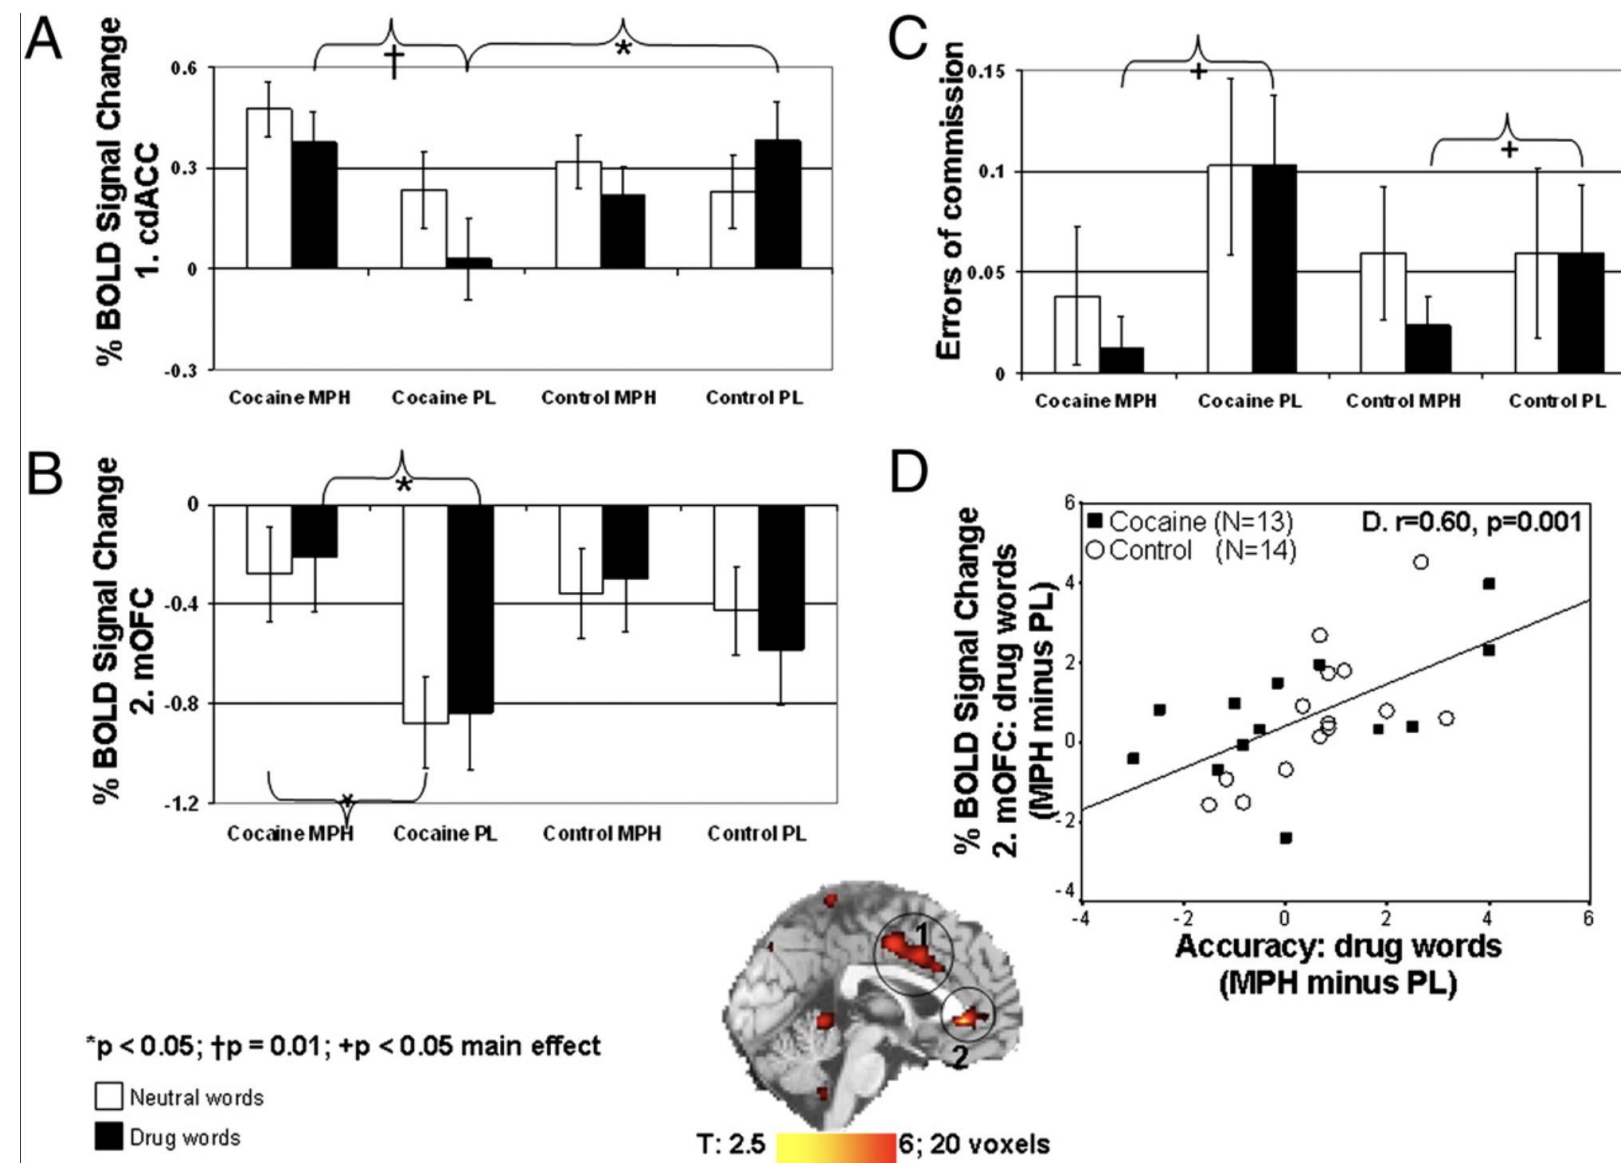 A
% BOLD Signal Change
1. cdACC
†
*
0.6
0.3
0
-0.3
Cocaine MPH
Cocaine PL
Control MPH
Control PL
C
Errors of commission
+
+
0.15
0.1
0.05
0
Cocaine MPH
Cocaine PL
Control MPH
Control PL
B
% BOLD Signal Change
2. mOFC
*
0
-0.4
-0.8
-1.2
*
Cocaine MPH
Cocaine PL
Control MPH
Control PL
D
% BOLD Signal Change
2. mOFC: drug words
(MPH minus PL)
6
4
2
0
-2
-4
Cocaine (N=13)
Control (N=14)
D. r=0.60, p=0.001
-4
-2
0
2
4
6
Accuracy: drug words
(MPH minus PL)
1
2
*p < 0.05; †p = 0.01; +p < 0.05 main effect
Neutral words
Drug words
T: 2.5
6; 20 voxels